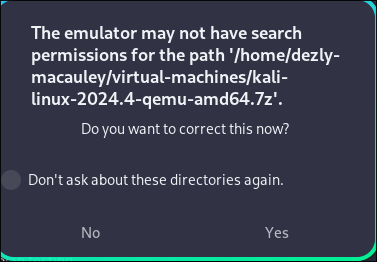 The emulator may not have search
permissions for the path '/home/dezly-
macauley/virtual-machines/kali-
linux-2024.4-qemu-amd64.7z'.
Do you want to correct this now?
Don't ask about these directories again.
No
Yes